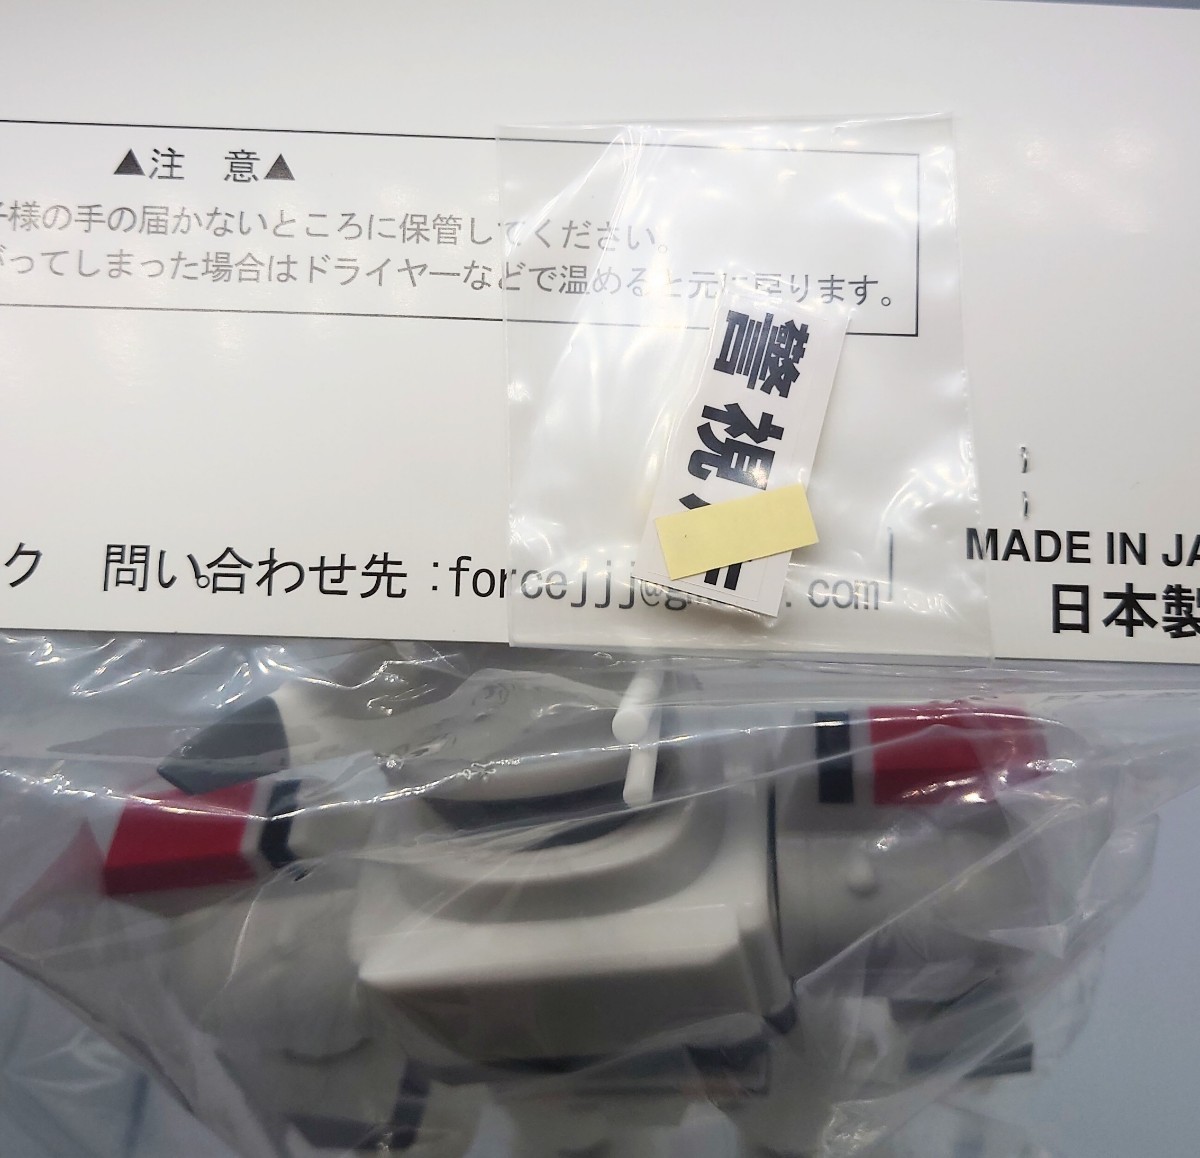 ▲注 意▲
子様の手の届かないところに保管してください。
がってしまった場合はドライヤーなどで温めると元に戻ります。
警視
ク 問い合わせ先:forcejjj@g .com
MADE IN JA
日本製